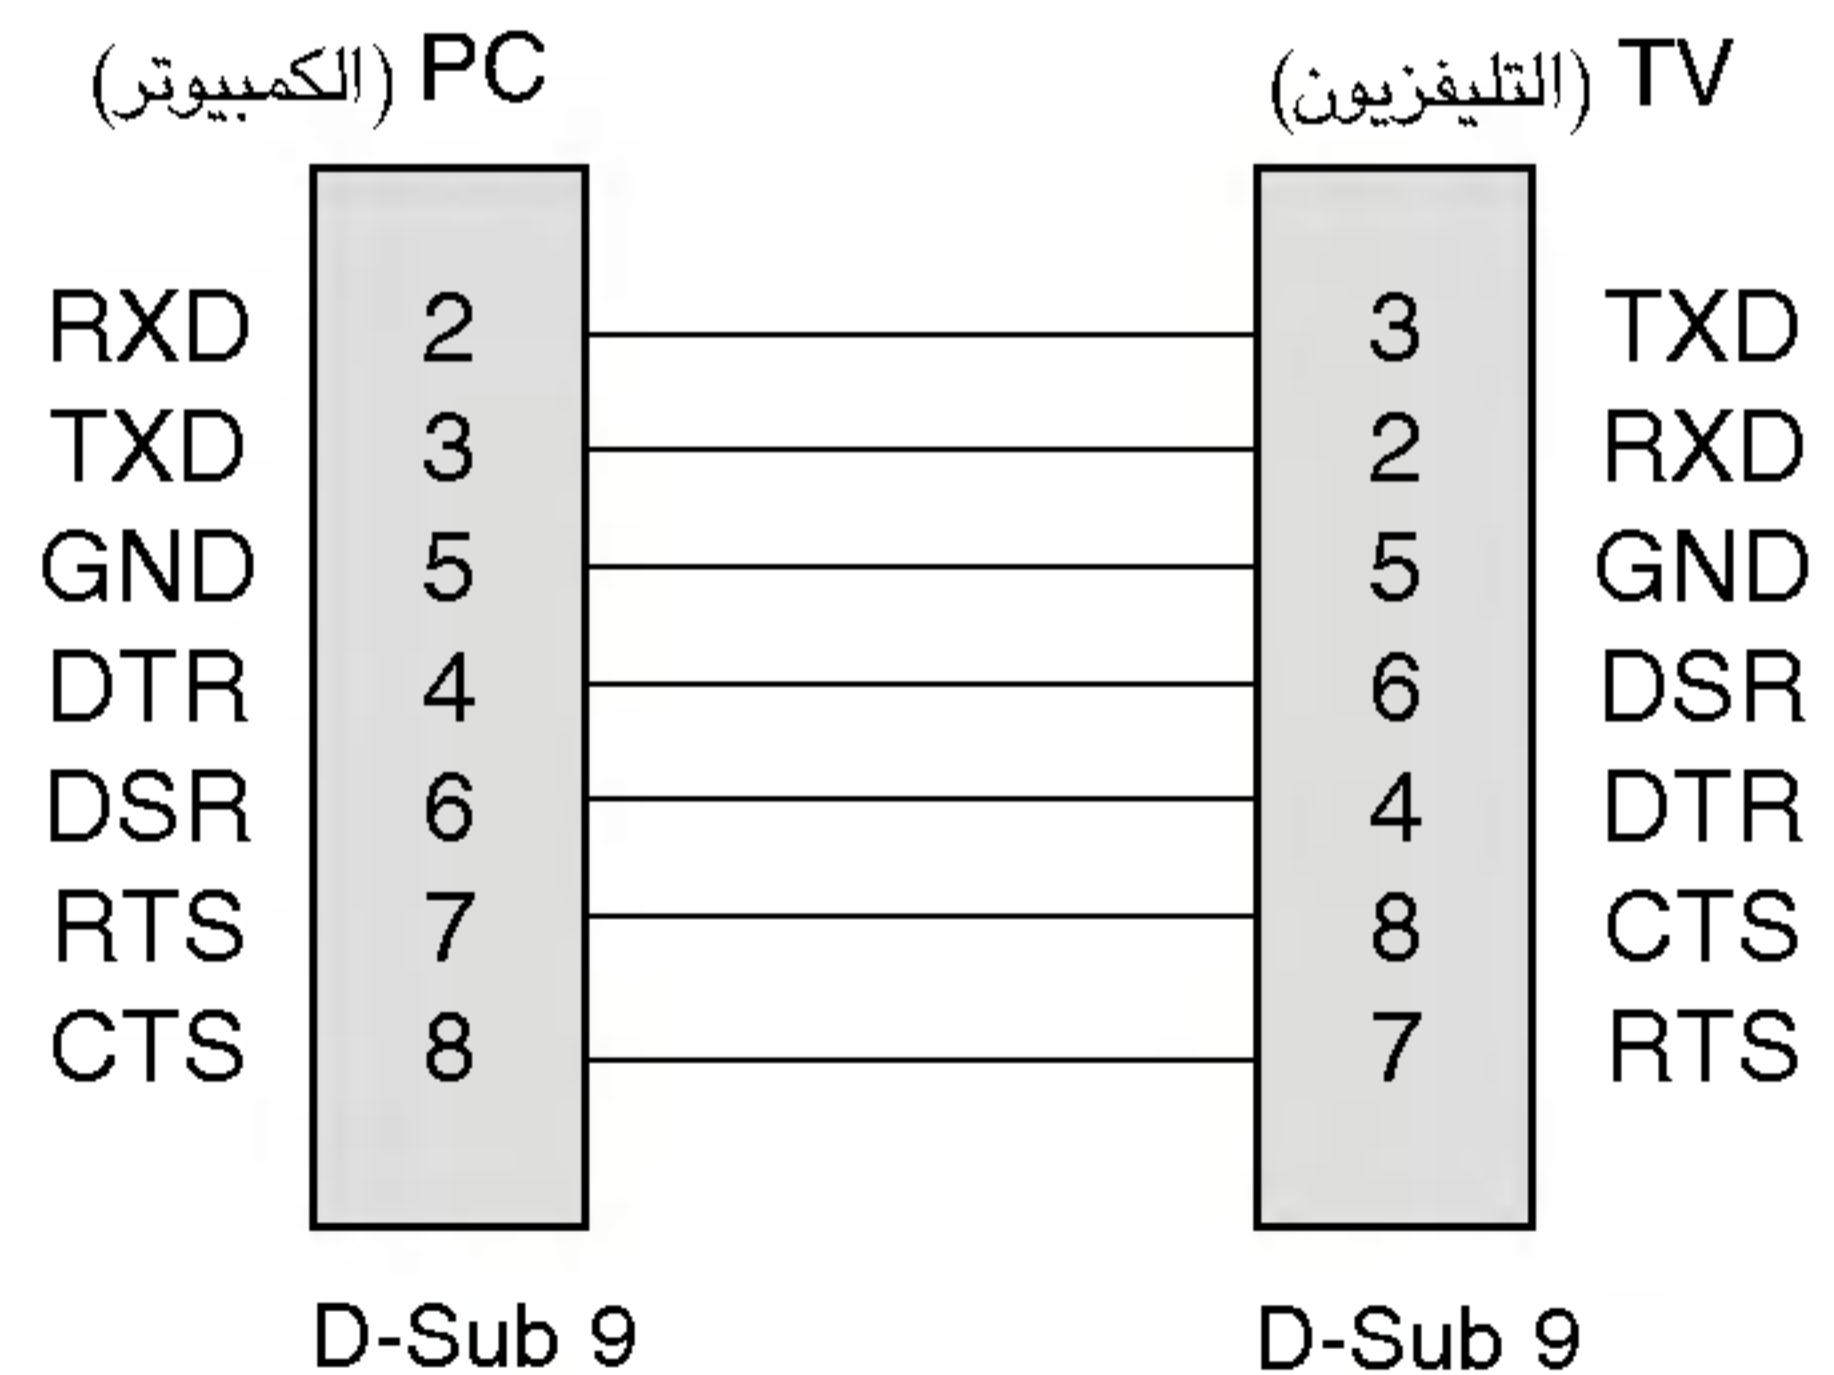 PC (الكمبيوتر)
TV (التليفزيون)
RXD 2 3 TXD
TXD 3 2 RXD
GND 5 5 GND
DTR 4 6 DSR
DSR 6 4 DTR
RTS 7 8 CTS
CTS 8 7 RTS
D-Sub 9
D-Sub 9